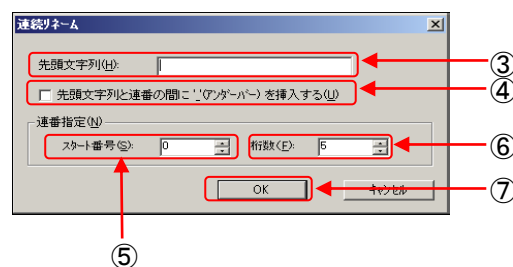 連続リネーム
先頭文字列(H): ③
先頭文字列と連番の間に'_'(アンダーバー)を挿入する(U) ④
連番指定(N)
スタート番号(S): 0 桁数(F): 6 ⑥
OK キャンセル ⑦
⑤